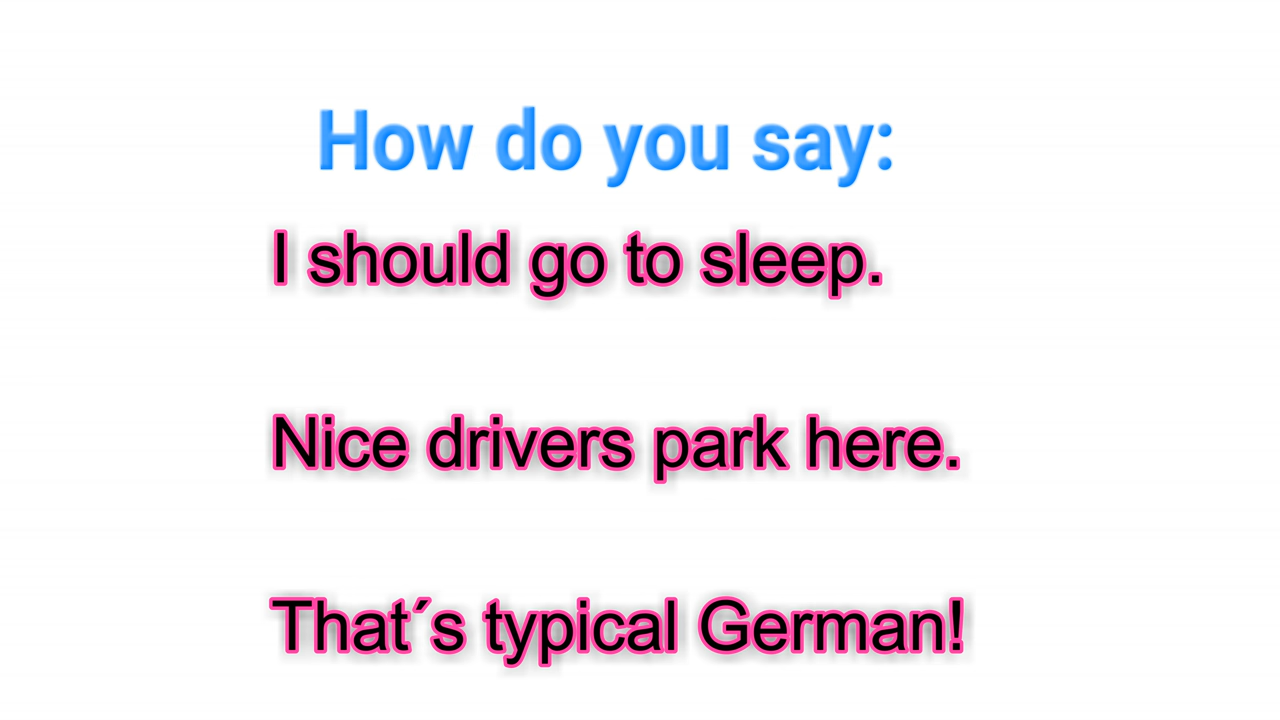 How do you say:
I should go to sleep.
Nice drivers park here.
That´s typical German!